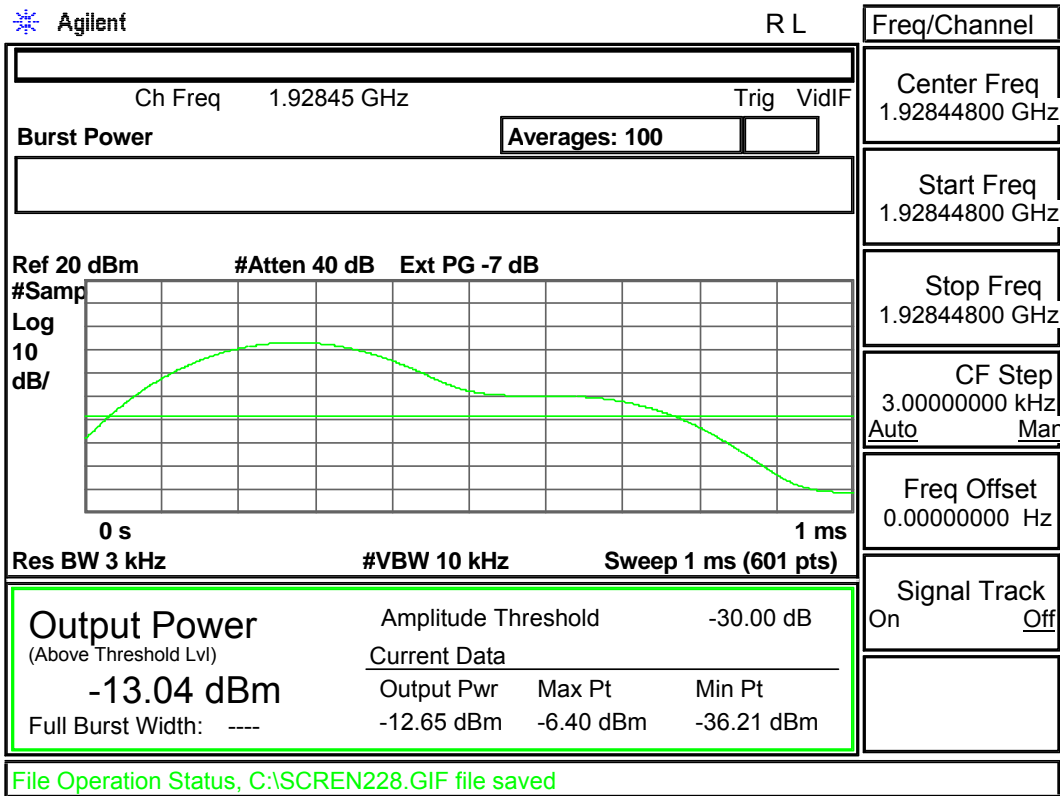 Agilent R L
Freq/Channel
Ch Freq 1.92845 GHz Trig VidIF
Burst Power Averages: 100
Ref 20 dBm #Atten 40 dB Ext PG -7 dB
#Samp
Log
10
dB/
0 s 1 ms
Res BW 3 kHz #VBW 10 kHz Sweep 1 ms (601 pts)
Output Power
(Above Threshold Lvl)
-13.04 dBm
Full Burst Width: ----
Amplitude Threshold -30.00 dB
Current Data
Output Pwr Max Pt Min Pt
-12.65 dBm -6.40 dBm -36.21 dBm
Center Freq
1.92844800 GHz
Start Freq
1.92844800 GHz
Stop Freq
1.92844800 GHz
CF Step
3.00000000 kHz
Auto Man
Freq Offset
0.00000000 Hz
Signal Track
On Off
File Operation Status, C:\SCREN228.GIF file saved